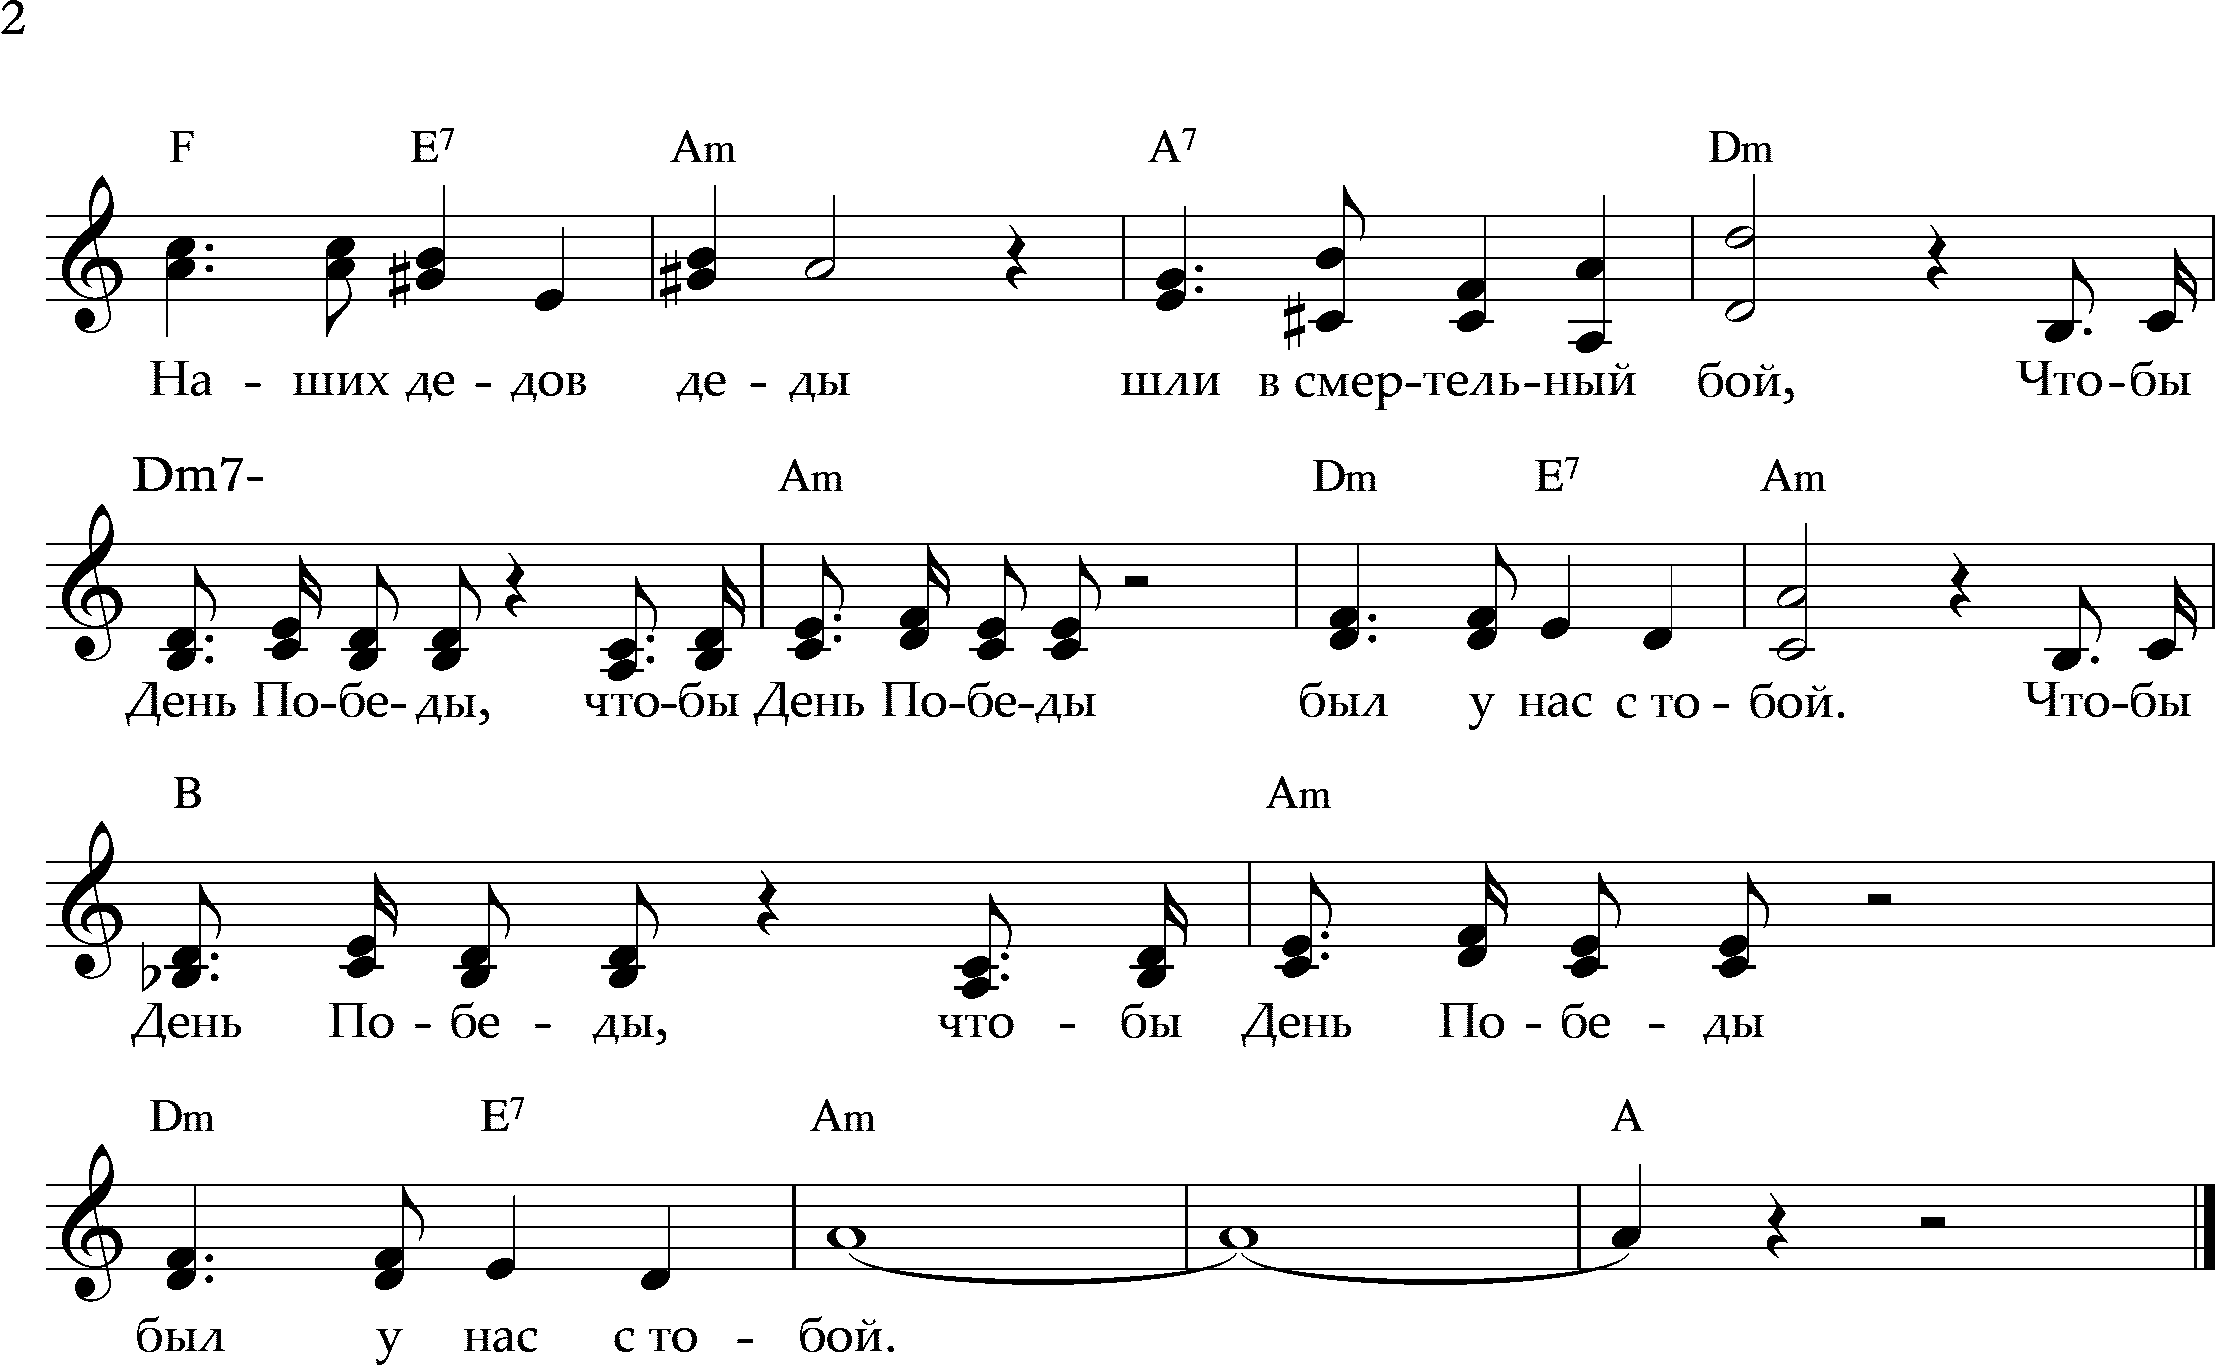 2
F E7 Am A7 Dm
На - ших де - дов де - ды шли в смер-тель-ный бой, Что-бы
Dm7- Am Dm E7 Am
День По-бе-ды, что-бы День По-бе-ды был у нас с то - бой. Что-бы
B Am
День По - бе - ды, что - бы День По - бе - ды
Dm E7 Am A
был у нас с то - бой.